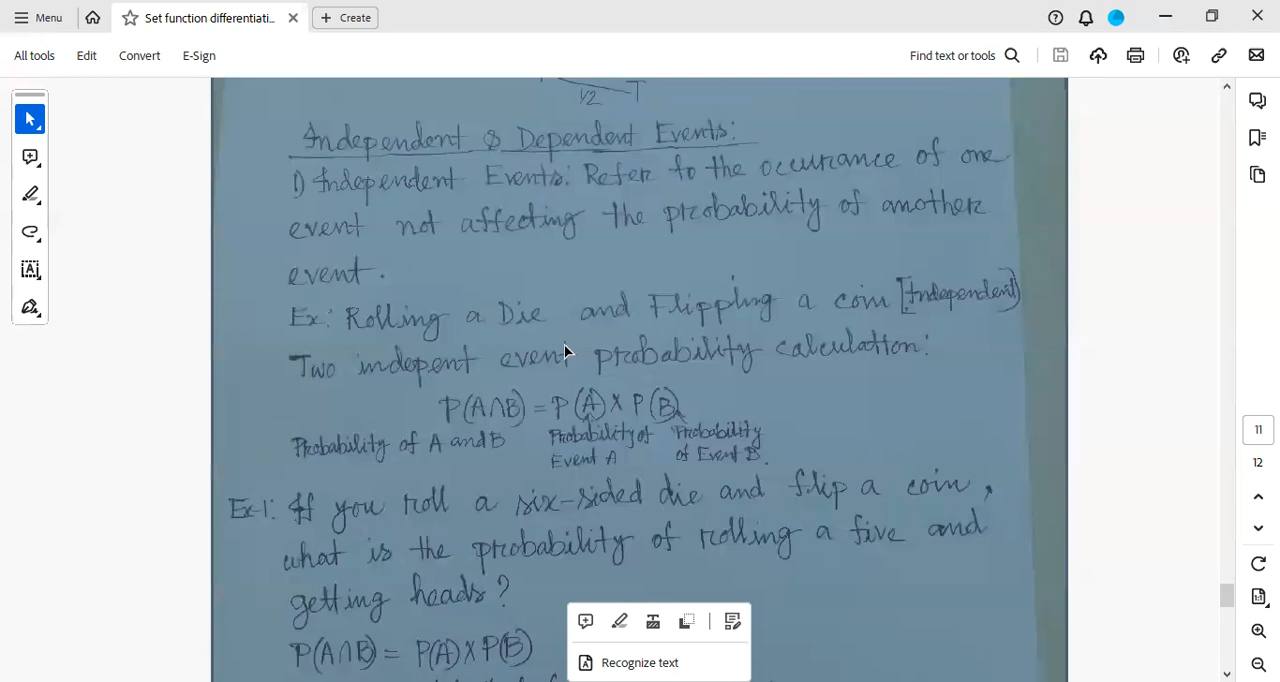 Menu
Set function differentiati...
Create
All tools
Edit
Convert
E-Sign
Find text or tools
1/2 T
Independent & Dependent Events:
1) Independent Events: Refer to the occurance of one
event not affecting the probability of another
event.
Ex: Rolling a Die and Flippling a coin [Independent]
Two indepent event probability calculation:
P(A∩B) = P(A) X P(B)
Probability of A and B
Probability of Event A
Probability of Event B.
Ex-1: If you roll a six-sided die and flip a coin,
what is the probability of rolling a five and
getting heads?
P(A∩B) = P(A) X P(B)
Recognize text
11
12